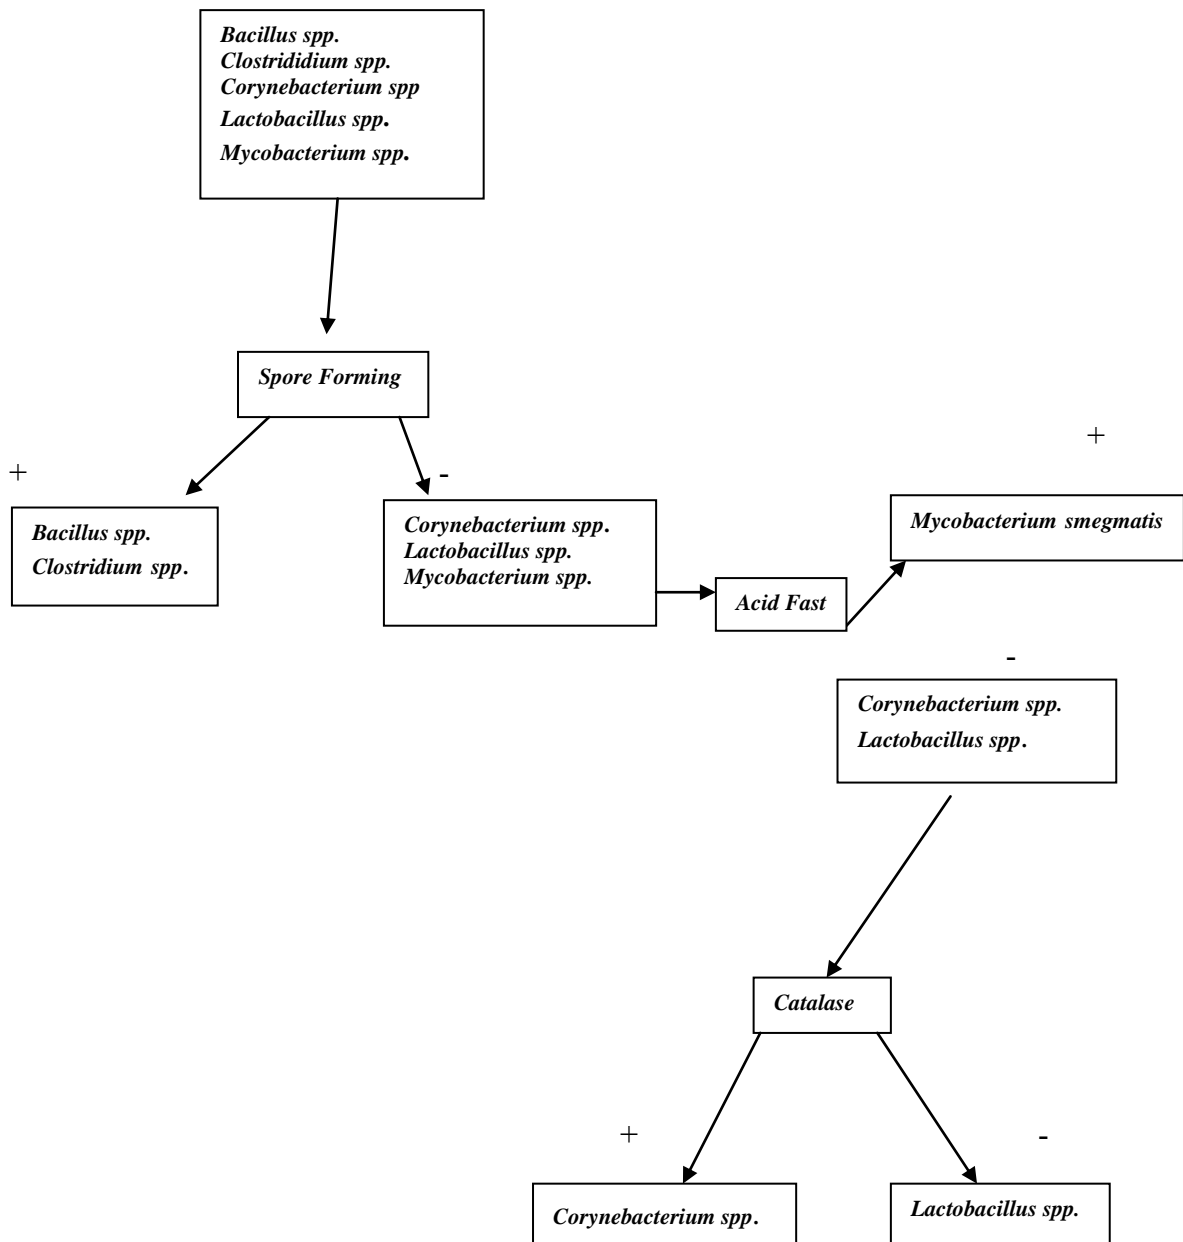 Bacillus spp.
Clostrididium spp.
Corynebacterium spp
Lactobacillus spp.
Mycobacterium spp.
Spore Forming
+
-
+
Bacillus spp.
Clostridium spp.
Corynebacterium spp.
Lactobacillus spp.
Mycobacterium spp.
Acid Fast
Mycobacterium smegmatis
-
Corynebacterium spp.
Lactobacillus spp.
Catalase
+
-
Corynebacterium spp.
Lactobacillus spp.